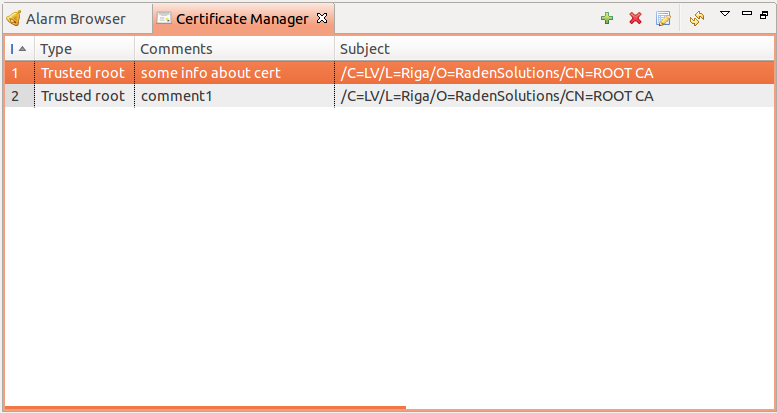 Alarm Browser Certificate Manager
I Type Comments Subject
1 Trusted root some info about cert /C=LV/L=Riga/O=RadenSolutions/CN=ROOT CA
2 Trusted root comment1 /C=LV/L=Riga/O=RadenSolutions/CN=ROOT CA